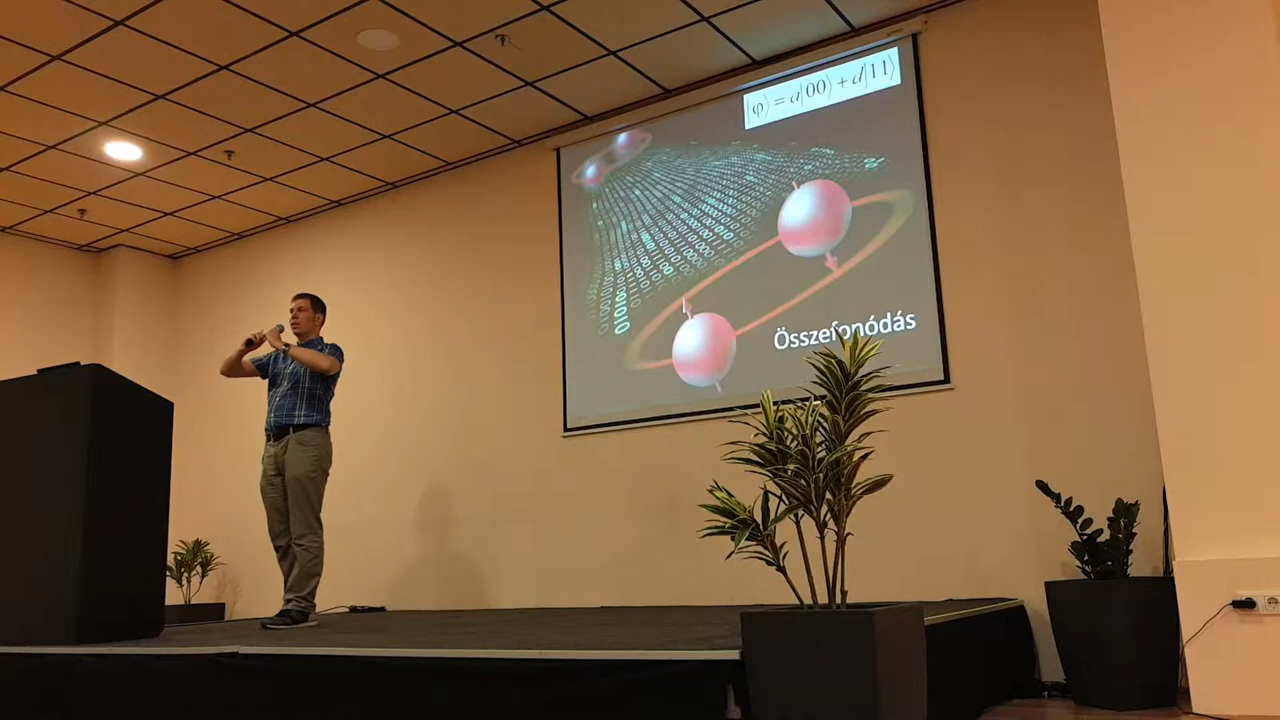 |φ⟩ = a|00⟩ + d|11⟩
Összefonódás